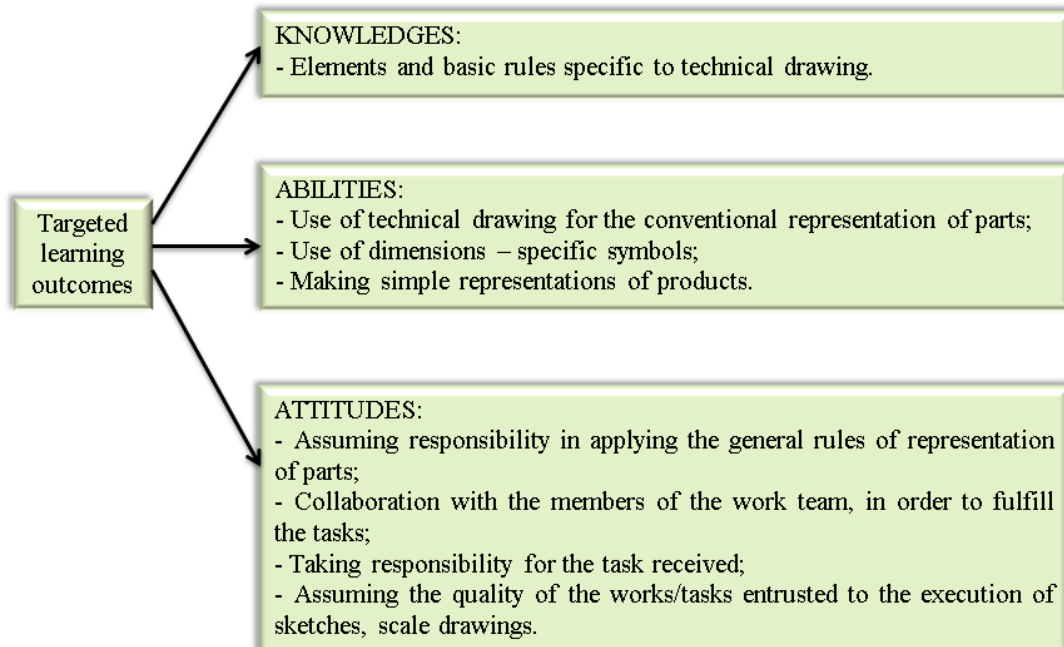 KNOWLEDGES:
- Elements and basic rules specific to technical drawing.
Targeted
learning
outcomes
ABILITIES:
- Use of technical drawing for the conventional representation of parts;
- Use of dimensions – specific symbols;
- Making simple representations of products.
ATTITUDES:
- Assuming responsibility in applying the general rules of representation
of parts;
- Collaboration with the members of the work team, in order to fulfill
the tasks;
- Taking responsibility for the task received;
- Assuming the quality of the works/tasks entrusted to the execution of
sketches, scale drawings.